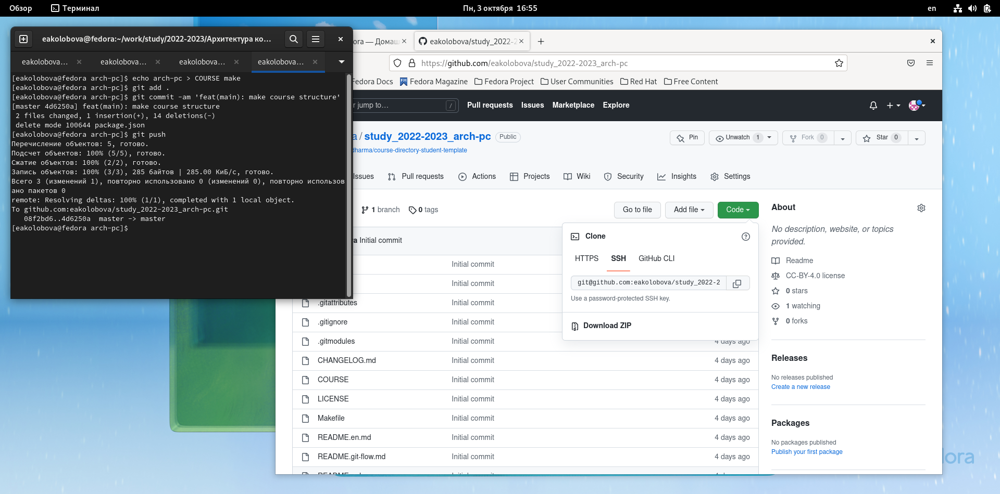 Обзор
Терминал
Пн, 3 октября 16:55
en
eakolobova@fedora:~/work/study/2022-2023/Архитектура ко...
eakolobova...
eakolobova...
eakolobova...
eakolobova...
[eakolobova@fedora arch-pc]$ echo arch-pc > COURSE make
[eakolobova@fedora arch-pc]$ git add .
[eakolobova@fedora arch-pc]$ git commit -am 'feat(main): make course structure'
[master 4d6250a] feat(main): make course structure
2 files changed, 1 insertion(+), 14 deletions(-)
delete mode 100644 package.json
[eakolobova@fedora arch-pc]$ git push
Перечисление объектов: 5, готово.
Подсчет объектов: 100% (5/5), готово.
Сжатие объектов: 100% (2/2), готово.
Запись объектов: 100% (3/3), 285 байтов | 285.00 КиБ/с, готово.
Всего 3 (изменений 1), повторно использовано 0 (изменений 0), повторно использов
ано пакетов 0
remote: Resolving deltas: 100% (1/1), completed with 1 local object.
To github.com:eakolobova/study_2022-2023_arch-pc.git
08f2bd6..4d6250a master -> master
[eakolobova@fedora arch-pc]$
ora — Домаш
eakolobova/study_2022-2
https://github.com/eakolobova/study_2022-2023_arch-pc
Fedora Docs
Fedora Magazine
Fedora Project
User Communities
Red Hat
Free Content
r jump to...
/
Pull requests
Issues
Marketplace
Explore
a / study_2022-2023_arch-pc
Public
dharma/course-directory-student-template
Pin
Unwatch 1
Fork 0
Star 0
Issues
Pull requests
Actions
Projects
Wiki
Security
Insights
Settings
1 branch
0 tags
Go to file
Add file
Code
a Initial commit
Initial commit
Initial commit
.gitattributes Initial commit
.gitignore Initial commit
.gitmodules Initial commit 4 days ago
CHANGELOG.md Initial commit 4 days ago
COURSE Initial commit 4 days ago
LICENSE Initial commit 4 days ago
Makefile Initial commit 4 days ago
README.en.md Initial commit 4 days ago
README.git-flow.md Initial commit 4 days ago
Clone
HTTPS
SSH
GitHub CLI
git@github.com:eakolobova/study_2022-2
Use a password-protected SSH key.
Download ZIP
About
No description, website, or topics
provided.
Readme
CC-BY-4.0 license
0 stars
1 watching
0 forks
Releases
No releases published
Create a new release
Packages
No packages published
Publish your first package
dora